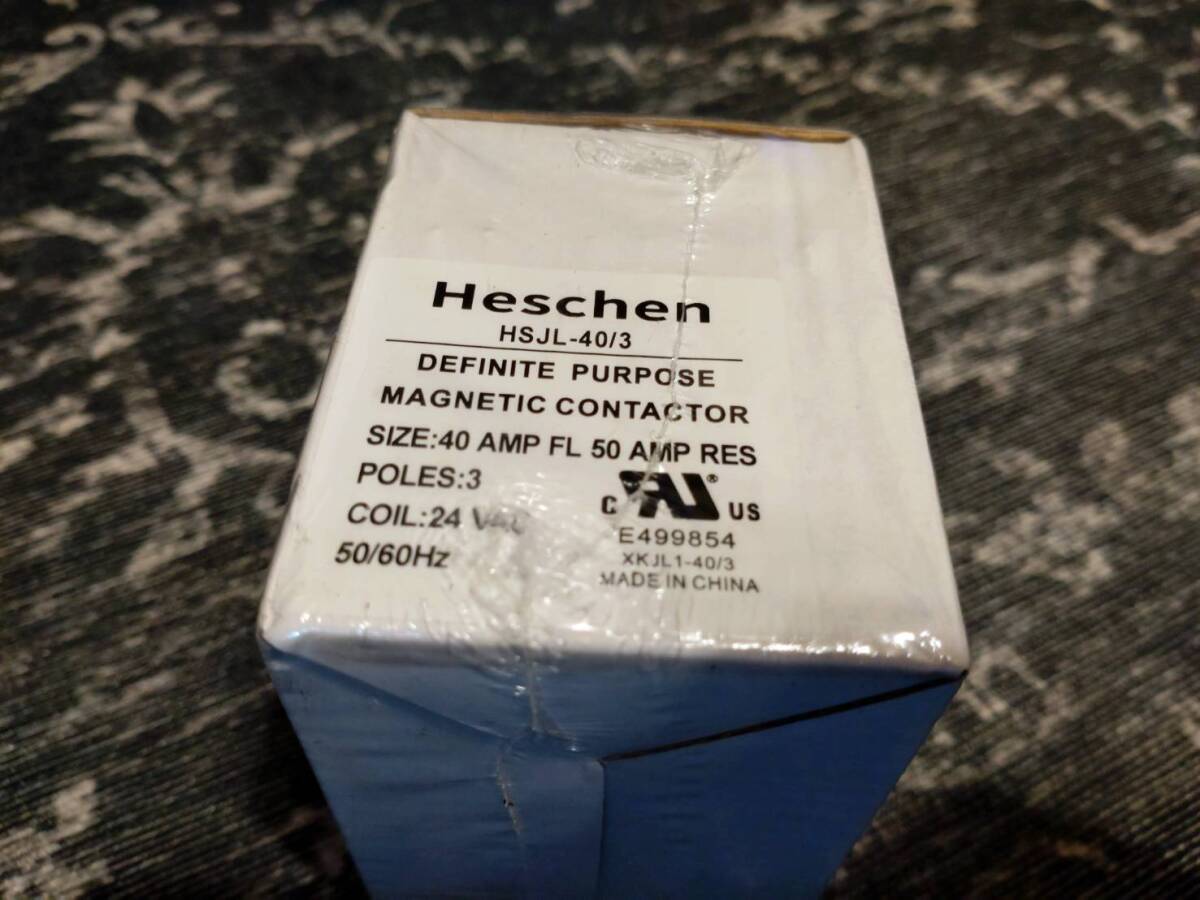 Heschen
HSJL-40/3
DEFINITE PURPOSE
MAGNETIC CONTACTOR
SIZE:40 AMP FL 50 AMP RES
POLES:3
COIL:24
50/60Hz
C RU® US
E499854
XKJL1-40/3
MADE IN CHINA